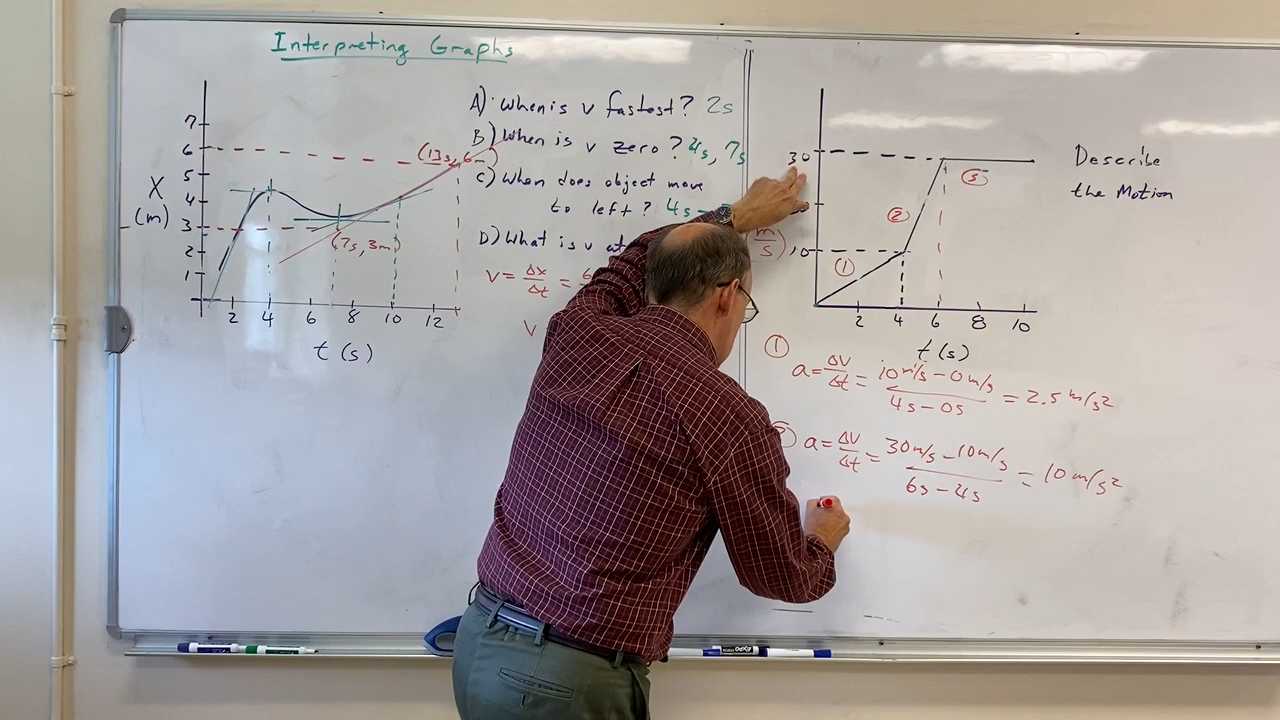 Interpreting Graphs
7
6
5
4
3
2
1
X
(m)
2 4 6 8 10 12
t (s)
(13s, 6m)
(7s, 3m)
A) When is v fastest? 2s
B) When is v zero? 4s, 7s
C) When does object move
to left? 4s -
D) What is v at
v = Δx/Δt = 6
v
30
10
(m/s)
2 4 6 8 10
t (s)
①
②
③
Describe
the Motion
① a = Δv/Δt = 10 m/s - 0 m/s / 4s - 0s = 2.5 m/s²
② a = Δv/Δt = 30 m/s - 10 m/s / 6s - 4s = 10 m/s²
EXPO